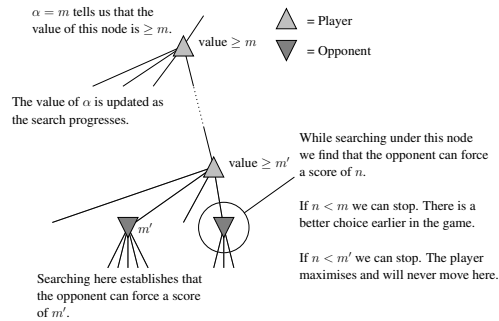 α = m tells us that the
value of this node is ≥ m.
= Player
value ≥ m
= Opponent
The value of α is updated as
the search progresses.
While searching under this node
we find that the opponent can force
a score of n.
value ≥ m′
If n < m we can stop. There is a
better choice earlier in the game.
m′
If n < m′ we can stop. The player
maximises and will never move here.
Searching here establishes that
the opponent can force a score
of m′.